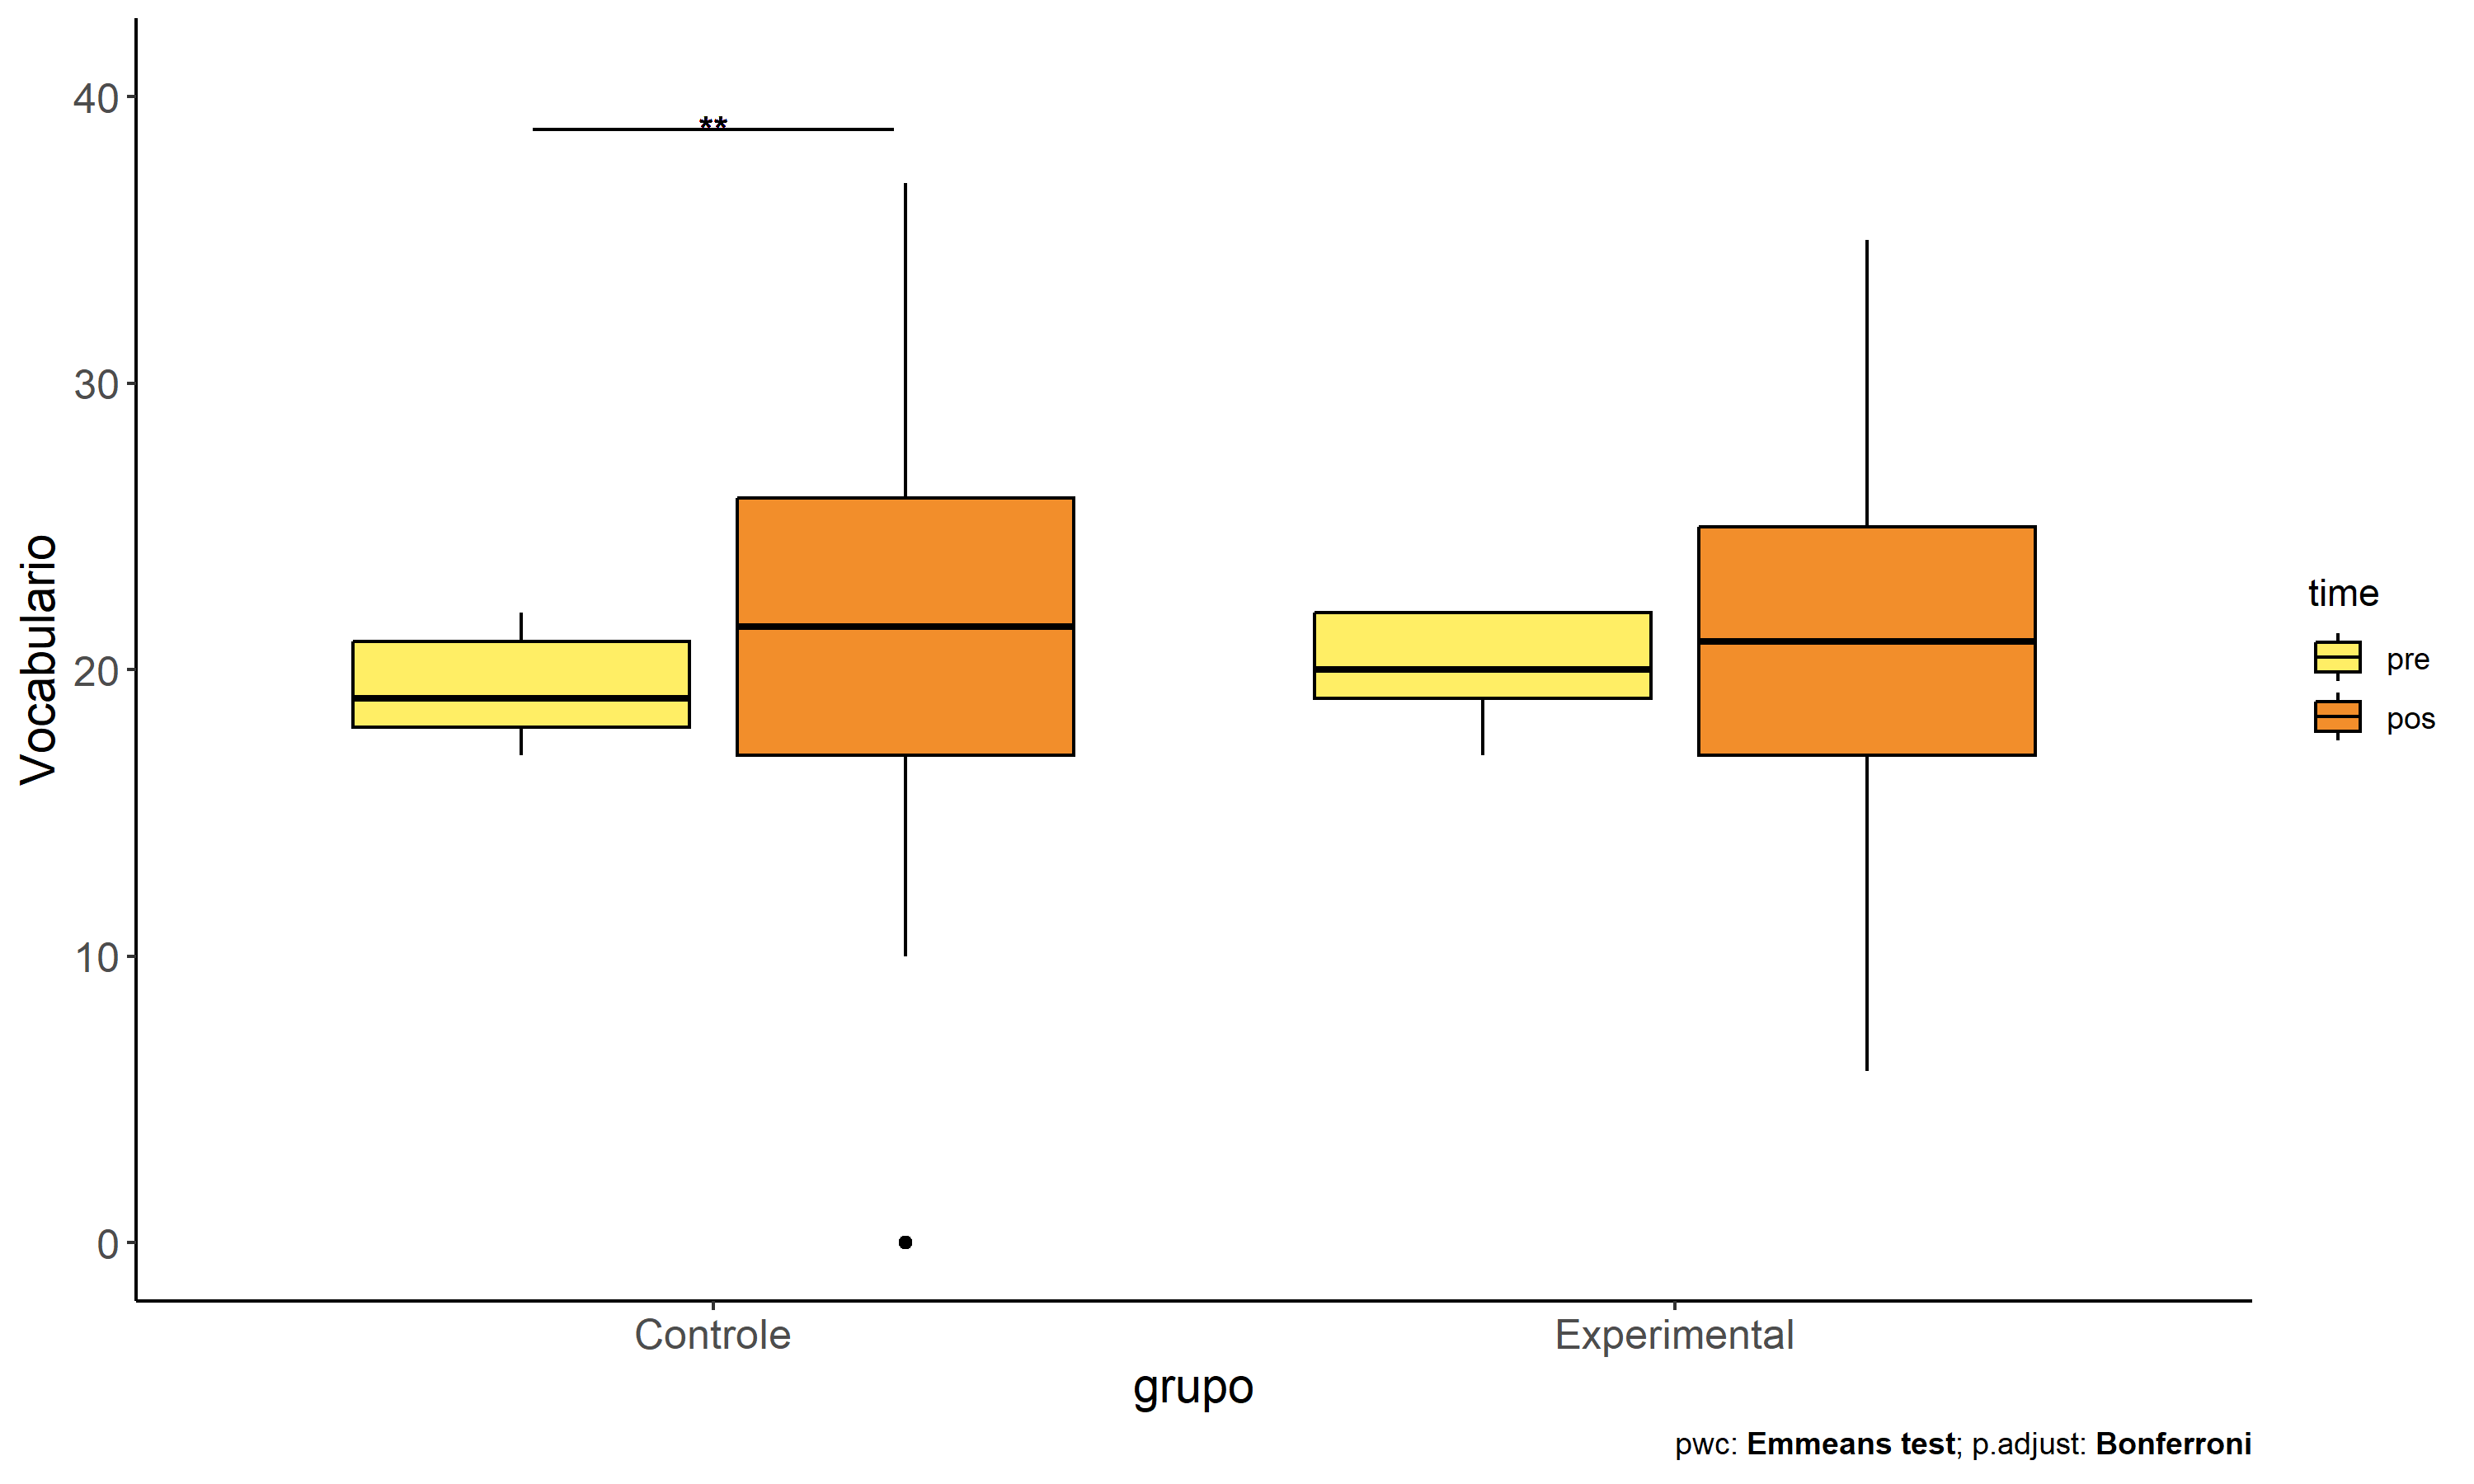 40
30
20
10
0
Vocabulario
**
Controle
Experimental
grupo
time
pre
pos
pwc: Emmeans test; p.adjust: Bonferroni